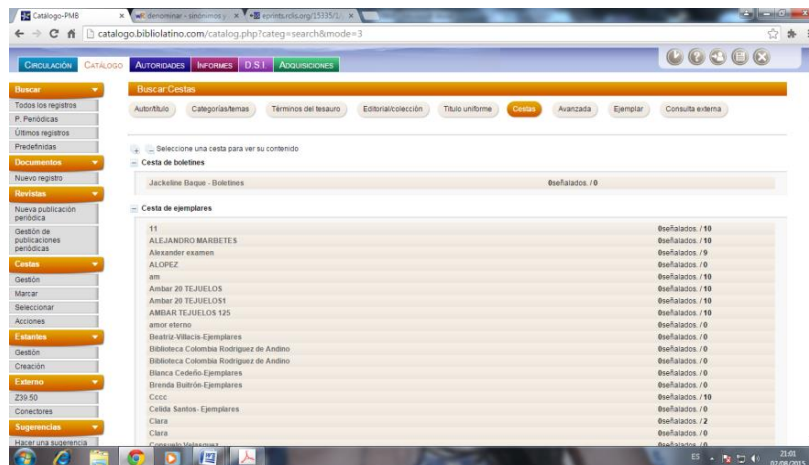 Catalogo-PMB
denominar - sinónimos y
eprints.rclis.org/15335/1/
catalogo.bibliolatino.com/catalog.php?categ=search&mode=3
CIRCULACIÓN CATÁLOGO AUTORIDADES INFORMES D.S.I. ADQUISICIONES
Buscar
Todos los registros
P. Periódicas
Últimos registros
Predefinidas
Documentos
Nuevo registro
Revistas
Nueva publicación
periódica
Gestión de
publicaciones
periódicas
Cestas
Gestión
Marcar
Seleccionar
Acciones
Estantes
Gestión
Creación
Externo
Z39.50
Conectores
Sugerencias
Hacer una sugerencia
Buscar:Cestas
Autor/título Categorías/temas Términos del tesauro Editorial/colección Título uniforme Cestas Avanzada Ejemplar Consulta externa
Seleccione una cesta para ver su contenido
Cesta de boletines
Jackeline Baque - Boletines 0señalados. / 0
Cesta de ejemplares
11 0señalados. / 10
ALEJANDRO MARBETES 0señalados. / 10
Alexander examen 0señalados. / 9
ALOPEZ 0señalados. / 0
am 0señalados. / 10
Ambar 20 TEJUELOS 0señalados. / 10
Ambar 20 TEJUELOS1 0señalados. / 10
AMBAR TEJUELOS 125 0señalados. / 10
amor eterno 0señalados. / 0
Beatriz-Villacis-Ejemplares 0señalados. / 0
Biblioteca Colombia Rodríguez de Andino 0señalados. / 0
Biblioteca Colombia Rodríguez de Andino 0señalados. / 0
Blanca Cedeño-Ejemplares 0señalados. / 0
Brenda Buitrón-Ejemplares 0señalados. / 0
Cccc 0señalados. / 10
Celida Santos- Ejemplares 0señalados. / 0
Clara 0señalados. / 2
Clara 0señalados. / 0
Consuelo Velasquez 0señalados. / 0
ES 21:01
02/08/2015